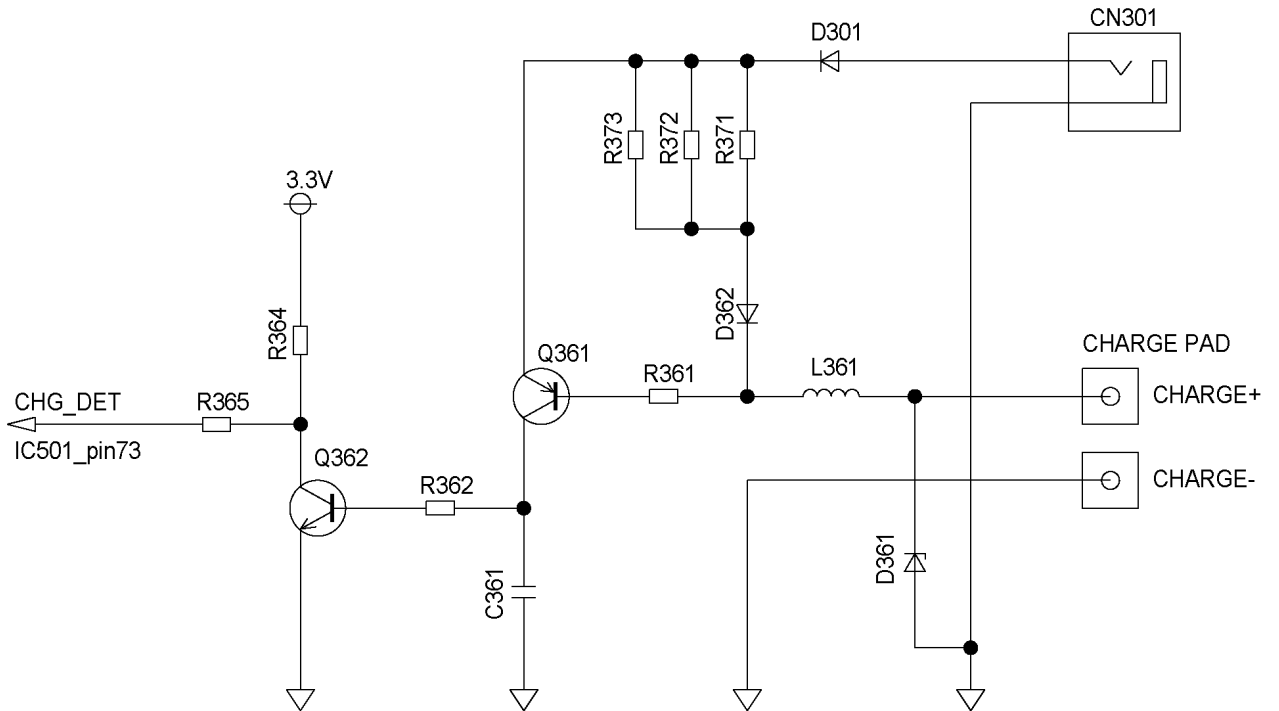 CN301
D301
R373
R372
R371
3.3V
D362
R364
Q361
R361
L361
CHARGE PAD
CHARGE+
CHG_DET
R365
IC501_pin73
Q362
R362
CHARGE-
C361
D361